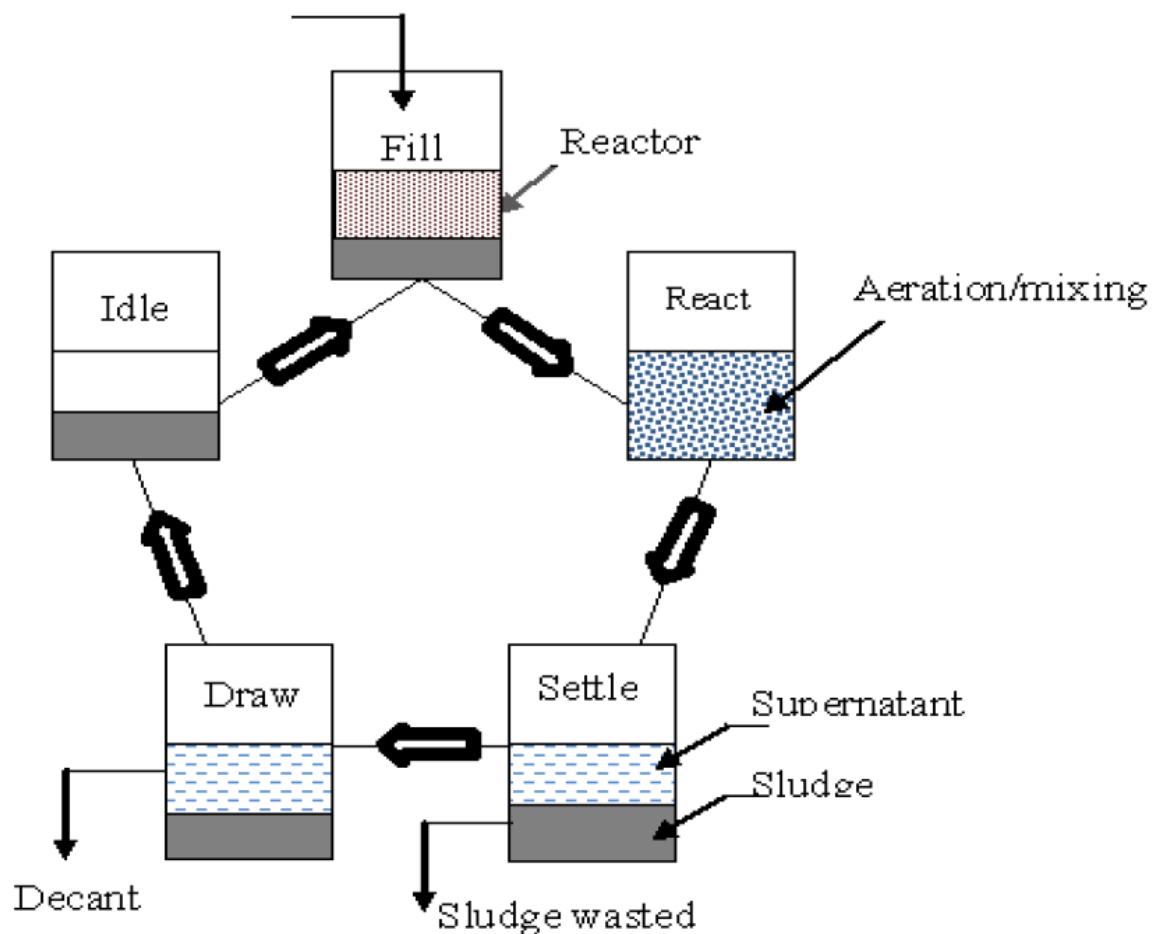 Fill
Reactor
Idle
React
Aeration/mixing
Draw
Settle
Supernatant
Sludge
Decant
Sludge wasted